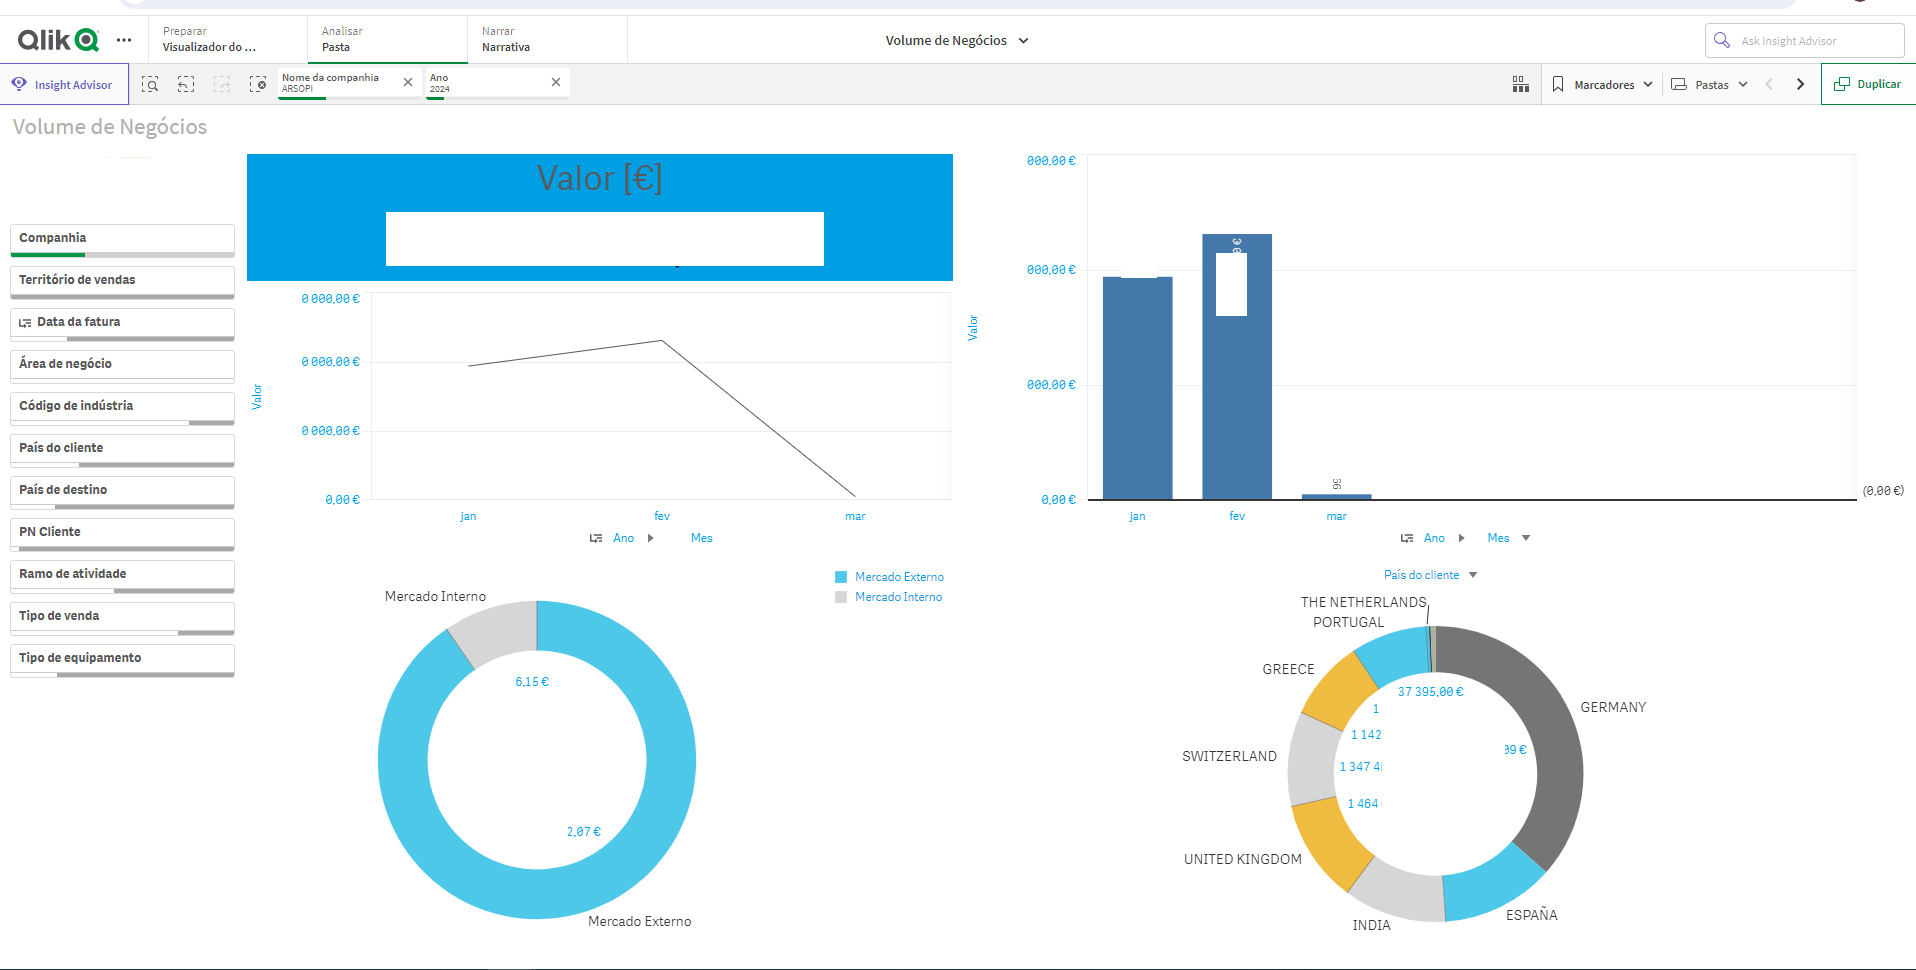 Qlik
Preparar
Visualizador do ...
Analisar
Pasta
Narrar
Narrativa
Volume de Negócios
Ask Insight Advisor
Insight Advisor
Nome da companhia
ARSOPI
Ano
2024
Marcadores
Pastas
Duplicar
Volume de Negócios
Companhia
Território de vendas
Data da fatura
Área de negócio
Código de indústria
País do cliente
País de destino
PN Cliente
Ramo de atividade
Tipo de venda
Tipo de equipamento
Valor [€]
0 000,00 €
0 000,00 €
0 000,00 €
0,00 €
Valor
jan
fev
mar
Ano
Mes
000,00 €
000,00 €
000,00 €
0,00 €
Valor
0 €
99
(0,00 €)
jan
fev
mar
Ano
Mes
Mercado Externo
Mercado Interno
Mercado Interno
6,15 €
2,07 €
Mercado Externo
País do cliente
THE NETHERLANDS
PORTUGAL
GREECE
SWITZERLAND
UNITED KINGDOM
INDIA
ESPAÑA
GERMANY
37 395,00 €
1
1 142
1 347 4
1 464
99 €